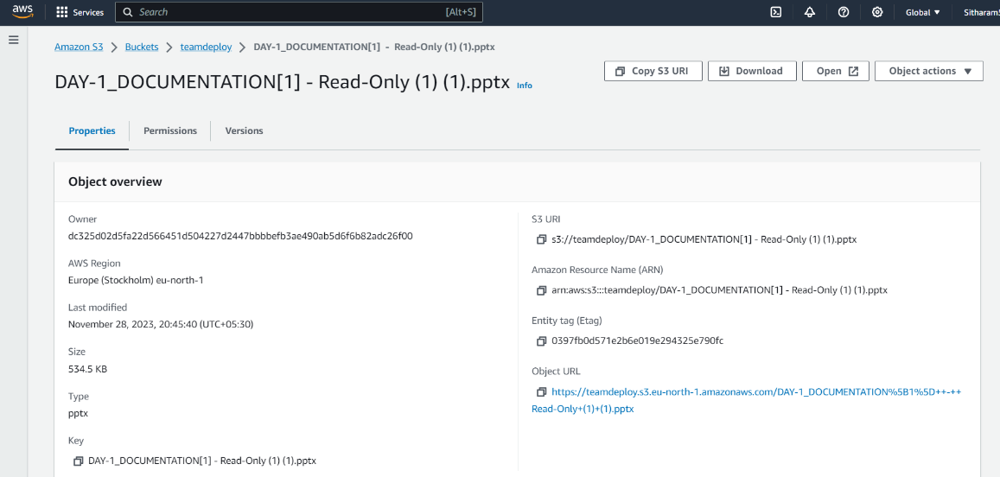 aws Services Search [Alt+S] Global Sitharam
Amazon S3 > Buckets > teamdeploy > DAY-1_DOCUMENTATION[1] - Read-Only (1) (1).pptx
DAY-1_DOCUMENTATION[1] - Read-Only (1) (1).pptx Info
Copy S3 URI Download Open Object actions
Properties Permissions Versions
Object overview
Owner
dc325d02d5fa22d566451d504227d2447bbbbefb3ae490ab5d6f6b82adc26f00
AWS Region
Europe (Stockholm) eu-north-1
Last modified
November 28, 2023, 20:45:40 (UTC+05:30)
Size
534.5 KB
Type
pptx
Key
DAY-1_DOCUMENTATION[1] - Read-Only (1) (1).pptx
S3 URI
s3://teamdeploy/DAY-1_DOCUMENTATION[1] - Read-Only (1) (1).pptx
Amazon Resource Name (ARN)
arn:aws:s3:::teamdeploy/DAY-1_DOCUMENTATION[1] - Read-Only (1) (1).pptx
Entity tag (Etag)
0397fb0d571e2b6e019e294325e790fc
Object URL
https://teamdeploy.s3.eu-north-1.amazonaws.com/DAY-1_DOCUMENTATION%5B1%5D++-++
Read-Only+(1)+(1).pptx